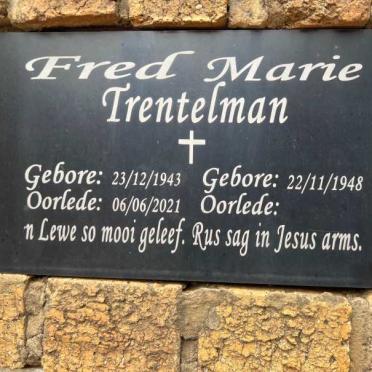 Fred Marie
Trentelman
Gebore: 23/12/1943 Gebore: 22/11/1948
Oorlede: 06/06/2021 Oorlede:
n Lewe so mooi geleef. Rus sag in Jesus arms.